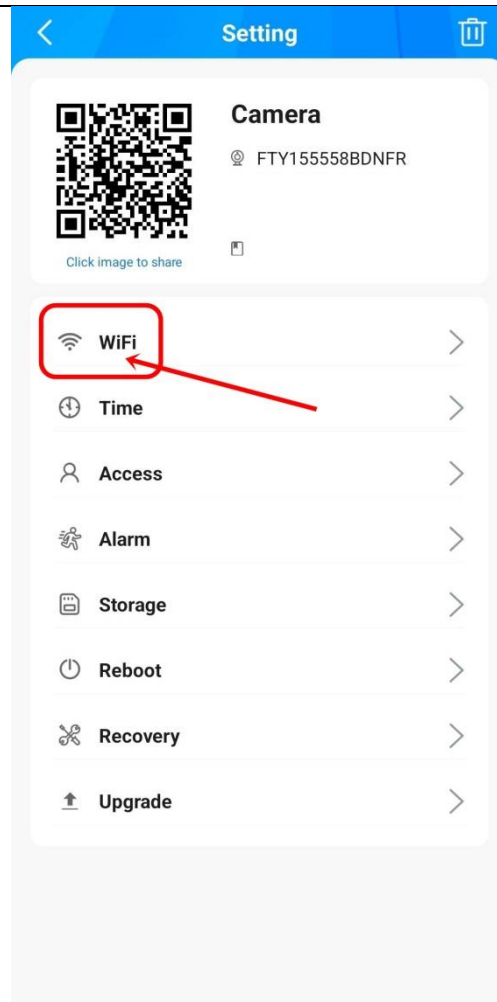 Setting
Camera
FTY155558BDNFR
Click image to share
WiFi
Time
Access
Alarm
Storage
Reboot
Recovery
Upgrade